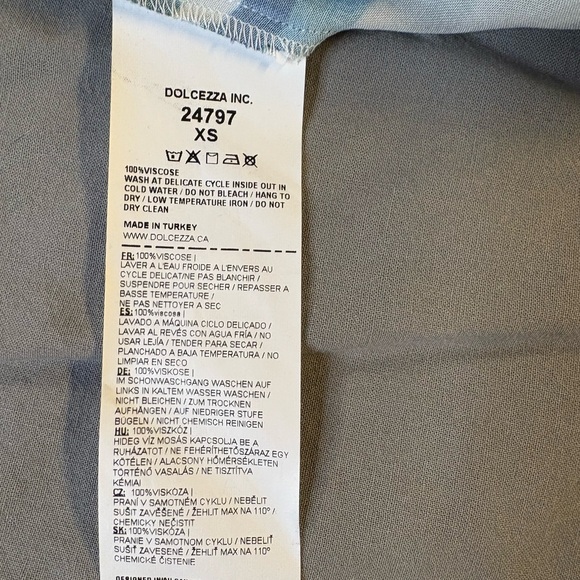 DOLCEZZA INC.
24797
XS
100%VISCOSE
WASH AT DELICATE CYCLE INSIDE OUT IN
COLD WATER / DO NOT BLEACH / HANG TO
DRY / LOW TEMPERATURE IRON / DO NOT
DRY CLEAN
MADE IN TURKEY
WWW.DOLCEZZA.CA
FR: 100%VISCOSE |
LAVER A L'EAU FROIDE A L'ENVERS AU
CYCLE DELICAT/NE PAS BLANCHIR /
SUSPENDRE POUR SECHER / REPASSER A
BASSE TEMPERATURE /
NE PAS NETTOYER A SEC
ES: 100%viscosa |
LAVADO A MÁQUINA CICLO DELICADO /
LAVAR AL REVÉS CON AGUA FRÍA / NO
USAR LEJÍA / TENDER PARA SECAR /
PLANCHADO A BAJA TEMPERATURA / NO
LIMPIAR EN SECO
DE: 100%VISKOSE |
IM SCHONWASCHGANG WASCHEN AUF
LINKS IN KALTEM WASSER WASCHEN /
NICHT BLEICHEN / ZUM TROCKNEN
AUFHÄNGEN / AUF NIEDRIGER STUFE
BÜGELN / NICHT CHEMISCH REINIGEN
HU: 100%VISZKÓZ |
HIDEG VÍZ MOSÁS KAPCSOLJA BE A
RUHÁZATOT / NE FEHÉRÍTHETŐSZÁRAZ EGY
KÖTÉLEN / ALACSONY HŐMÉRSÉKLETEN
TÖRTÉNŐ VASALÁS / NE TISZTÍTVA
KÉMIAI
CZ: 100%VISKÓZA |
PRANÍ V SAMOTNÉM CYKLU / NEBĚLIT
SUŠIT ZAVĚŠENÉ / ŽEHLIT MAX NA 110° /
CHEMICKY NEČISTIT
SK: 100%VISKÓZA |
PRANIE V SAMOTNOM CYKLU / NEBĚLIT
SUŠIŤ ZAVESENÉ / ŽEHLIŤ MAX NA 110°
CHEMICKÉ ČISTENIE
DESIGNED IN